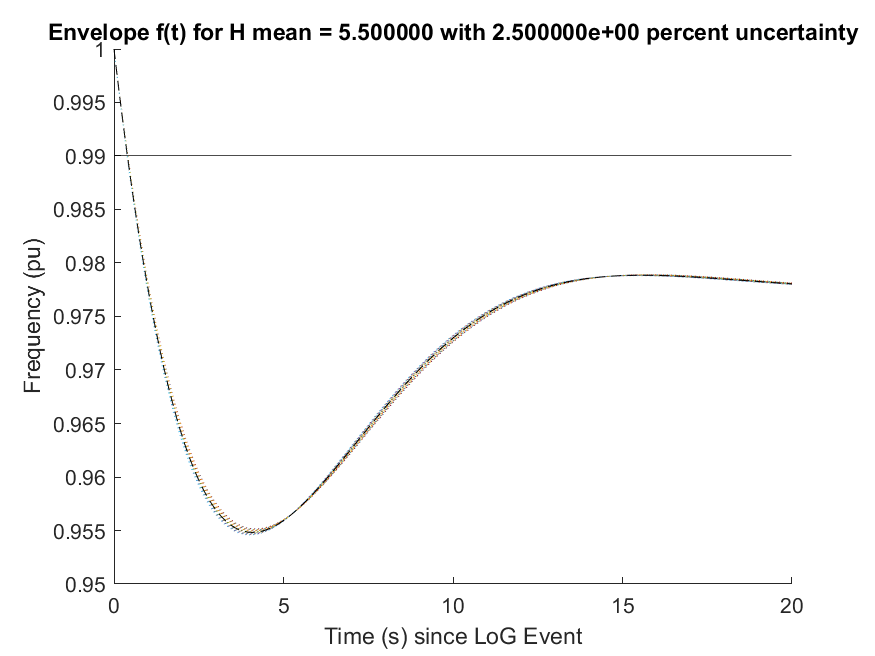 Envelope f(t) for H mean = 5.500000 with 2.500000e+00 percent uncertainty
1
0.995
0.99
0.985
0.98
0.975
0.97
0.965
0.96
0.955
0.95
Frequency (pu)
0 5 10 15 20
Time (s) since LoG Event